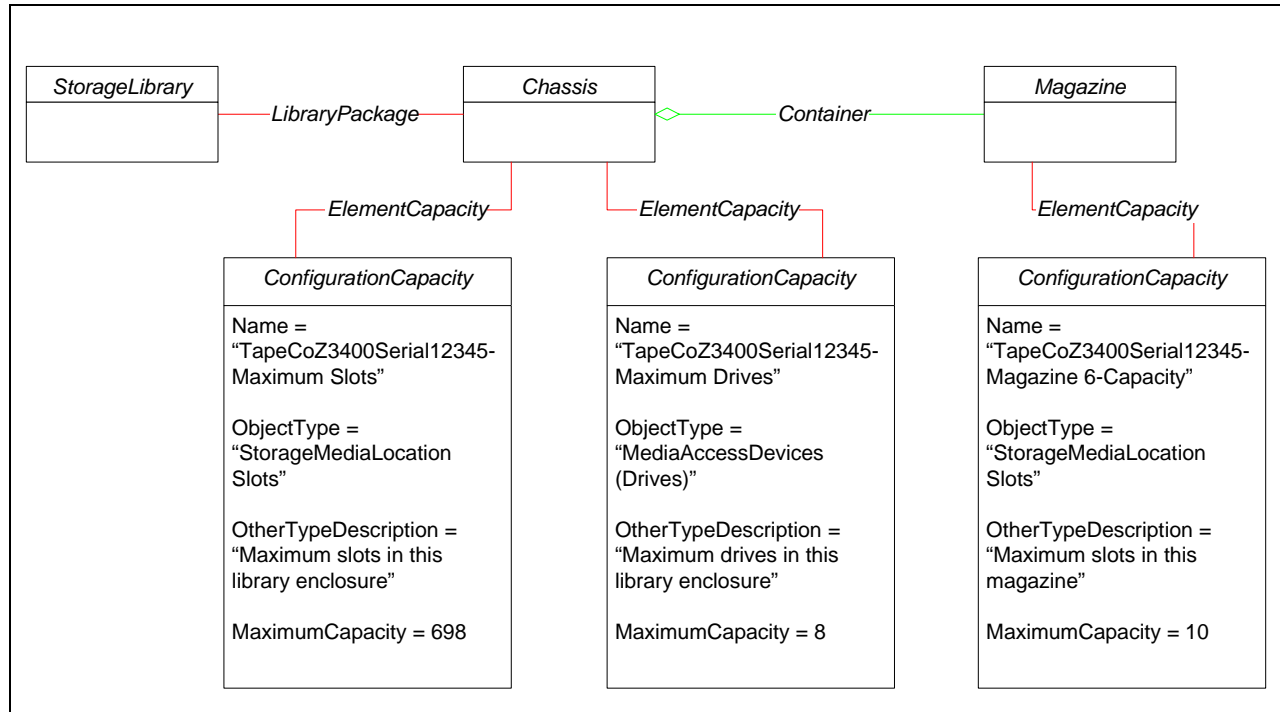 StorageLibrary
LibraryPackage
Chassis
Container
Magazine
ElementCapacity
ElementCapacity
ElementCapacity
ConfigurationCapacity
Name =
“TapeCoZ3400Serial12345-
Maximum Slots”
ObjectType =
“StorageMediaLocation
Slots”
OtherTypeDescription =
“Maximum slots in this
library enclosure”
MaximumCapacity = 698
ConfigurationCapacity
Name =
“TapeCoZ3400Serial12345-
Maximum Drives”
ObjectType =
“MediaAccessDevices
(Drives)”
OtherTypeDescription =
“Maximum drives in this
library enclosure”
MaximumCapacity = 8
ConfigurationCapacity
Name =
“TapeCoZ3400Serial12345-
Magazine 6-Capacity”
ObjectType =
“StorageMediaLocation
Slots”
OtherTypeDescription =
“Maximum slots in this
magazine”
MaximumCapacity = 10